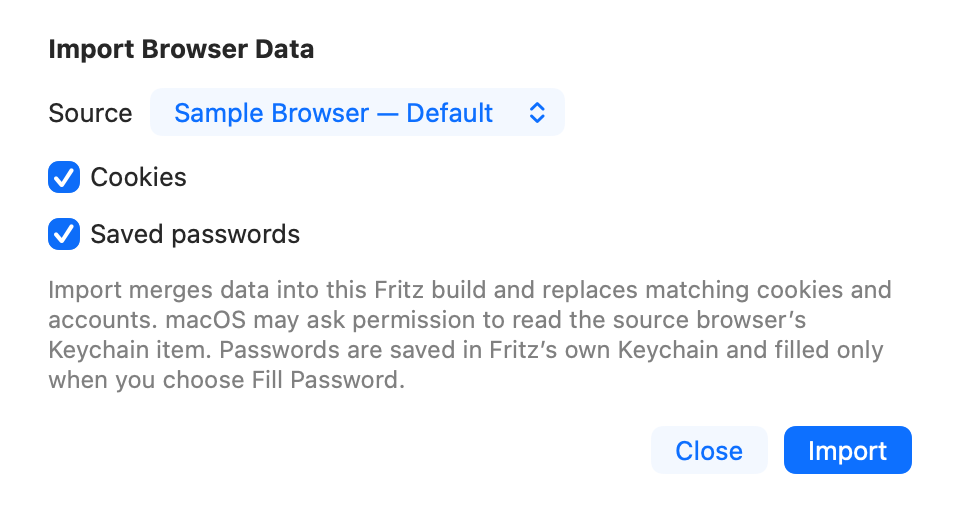 Import Browser Data
Source Sample Browser — Default
Cookies
Saved passwords
Import merges data into this Fritz build and replaces matching cookies and
accounts. macOS may ask permission to read the source browser’s
Keychain item. Passwords are saved in Fritz’s own Keychain and filled only
when you choose Fill Password.
Close Import